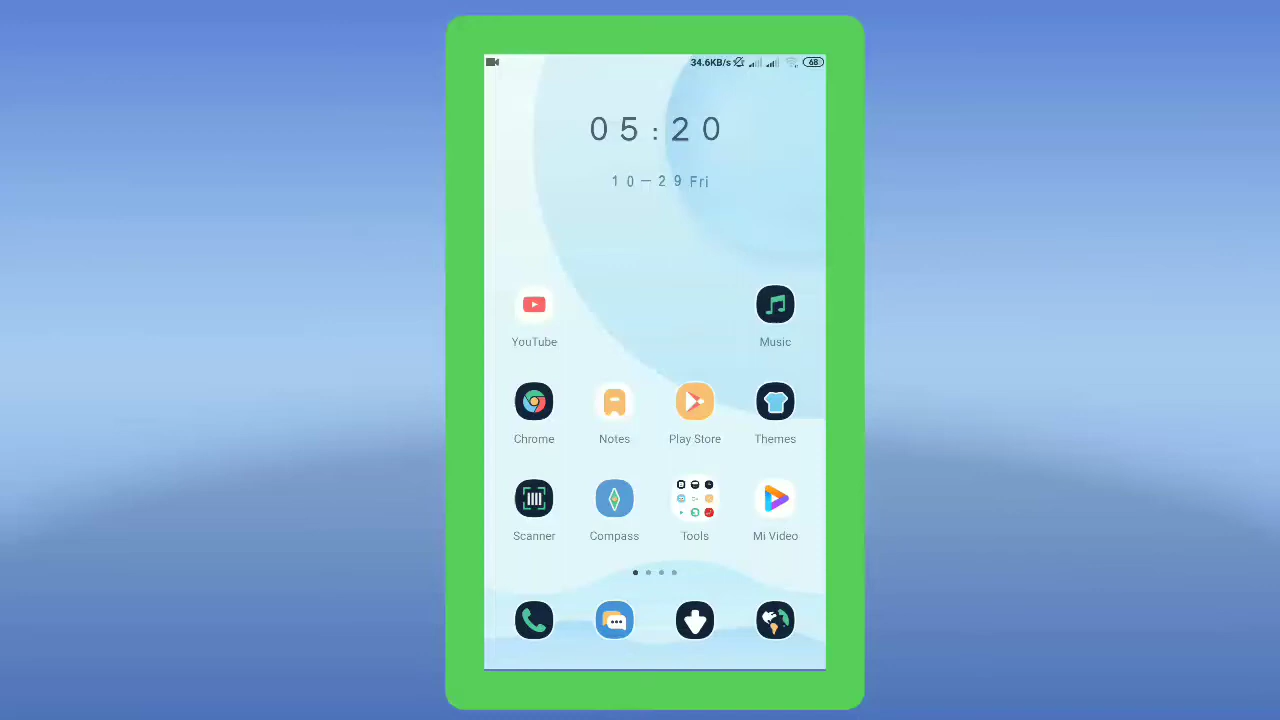 34.6KB/s 68
05:20
10-29 Fri
YouTube Music
Chrome Notes Play Store Themes
Scanner Compass Tools Mi Video